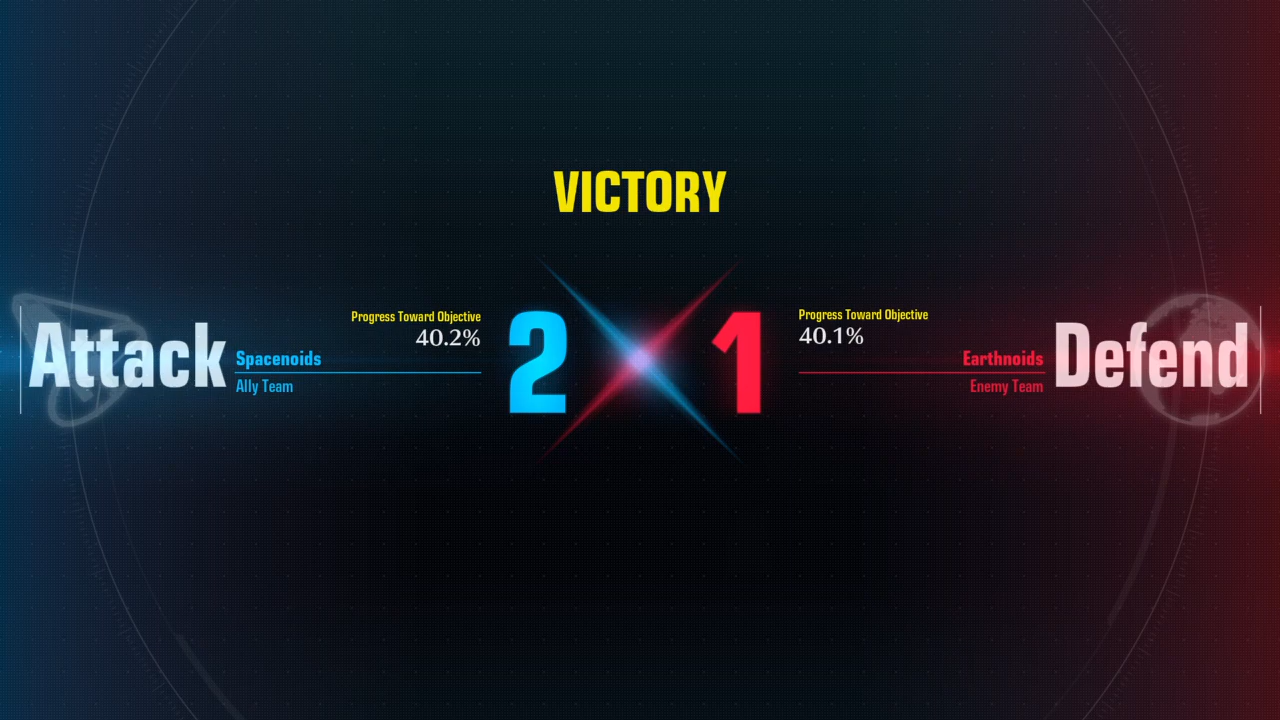 VICTORY
Attack
Spacenoids
Ally Team
Progress Toward Objective
40.2%
2
1
Progress Toward Objective
40.1%
Earthnoids
Enemy Team
Defend